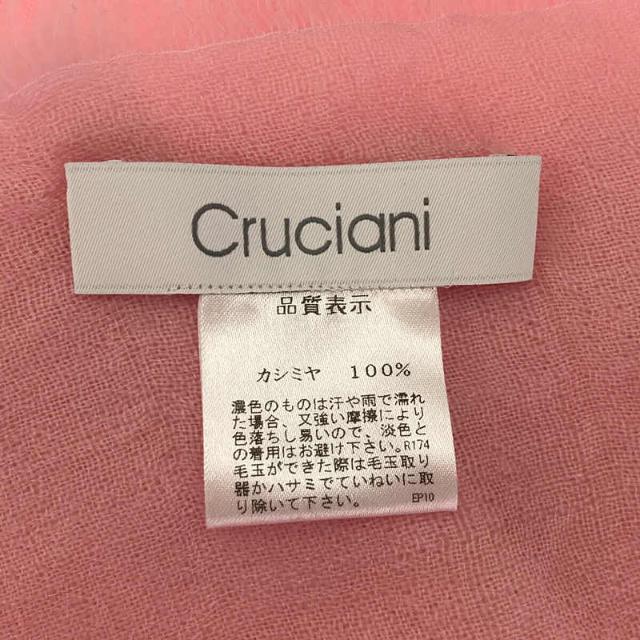 Cruciani
品質表示
カシミヤ 100%
濃色のものは汗や雨で濡れ
た場合、又強い摩擦により
色落ちし易いので、淡色と
の着用はお避け下さい。R174
毛玉ができた際は毛玉取り
器かハサミでていねいに取
り除いて下さい。 EP10